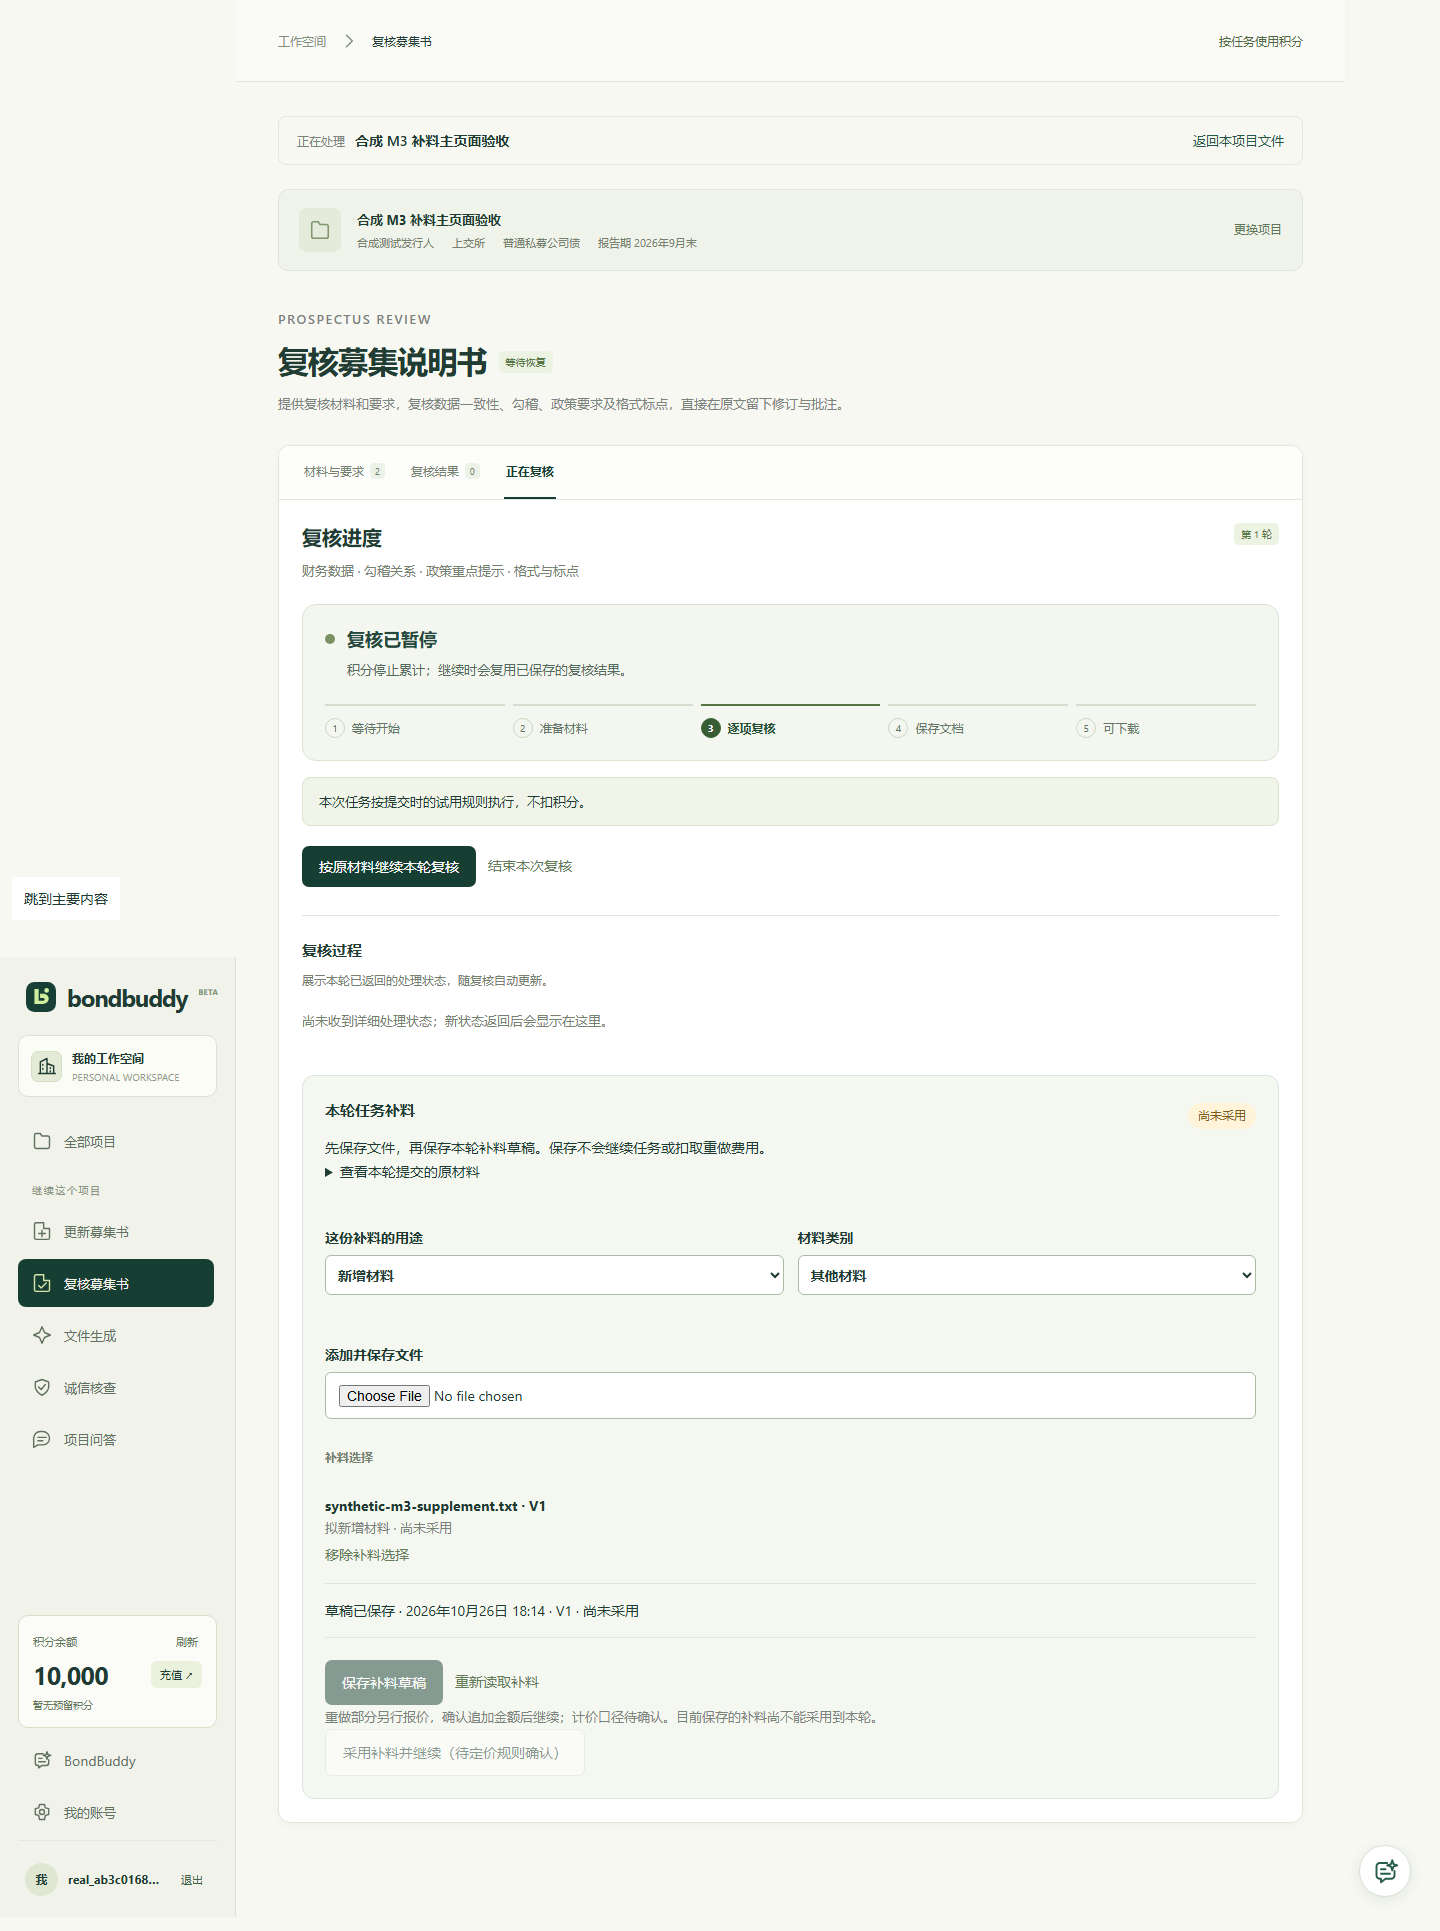 工作空间
复核募集书
按任务使用积分
正在处理 合成 M3 补料主页面验收
返回本项目文件
合成 M3 补料主页面验收
合成测试发行人 上交所 普通私募公司债 报告期 2026年9月末
更换项目
PROSPECTUS REVIEW
复核募集说明书 等待恢复
提供复核材料和要求，复核数据一致性、勾稽、政策要求及格式标点，直接在原文留下修订与批注。
材料与要求 2 复核结果 0 正在复核
复核进度
第 1 轮
财务数据 · 勾稽关系 · 政策重点提示 · 格式与标点
复核已暂停
积分停止累计；继续时会复用已保存的复核结果。
1 等待开始 2 准备材料 3 逐项复核 4 保存文档 5 可下载
本次任务按提交时的试用规则执行，不扣积分。
按原材料继续本轮复核 结束本次复核
跳到主要内容
复核过程
展示本轮已返回的处理状态，随复核自动更新。
尚未收到详细处理状态；新状态返回后会显示在这里。
本轮任务补料
尚未采用
先保存文件，再保存本轮补料草稿。保存不会继续任务或扣取重做费用。
查看本轮提交的原材料
这份补料的用途
新增材料
材料类别
其他材料
添加并保存文件
Choose File No file chosen
补料选择
synthetic-m3-supplement.txt · V1
拟新增材料 · 尚未采用
移除补料选择
草稿已保存 · 2026年10月26日 18:14 · V1 · 尚未采用
保存补料草稿 重新读取补料
重做部分另行报价，确认追加金额后继续；计价口径待确认。目前保存的补料尚不能采用到本轮。
采用补料并继续（待定价规则确认）
bondbuddy BETA
我的工作空间
PERSONAL WORKSPACE
全部项目
继续这个项目
更新募集书
复核募集书
文件生成
诚信核查
项目问答
积分余额 刷新
10,000 充值↗
暂无预留积分
BondBuddy
我的账号
我 real_ab3c0168... 退出